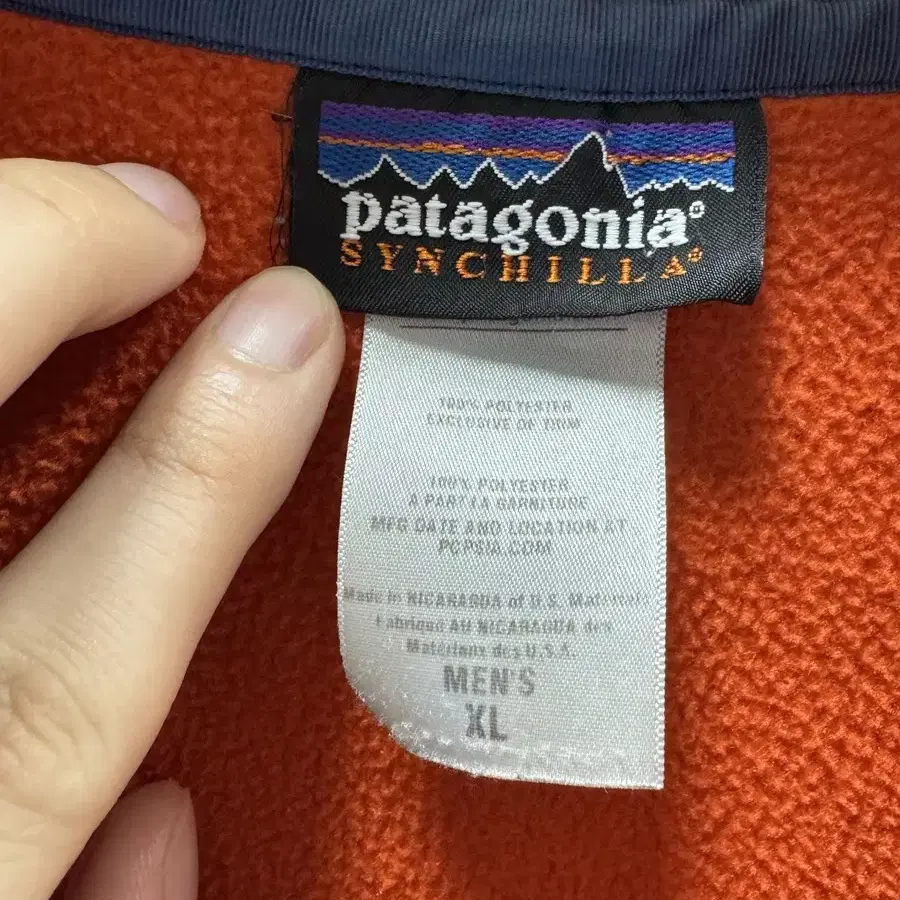 patagonia®
SYNCHILLA®
100% POLYESTER
EXCLUSIVE OF TRIM
100% POLYESTER
A PART LA GARNITURE
MFG DATE AND LOCATION AT
PCPSIA.COM
Made in NICARAGUA of U.S. Materials
Fabriqué AU NICARAGUA des
Matériaux des U.S.A.
MEN'S
XL